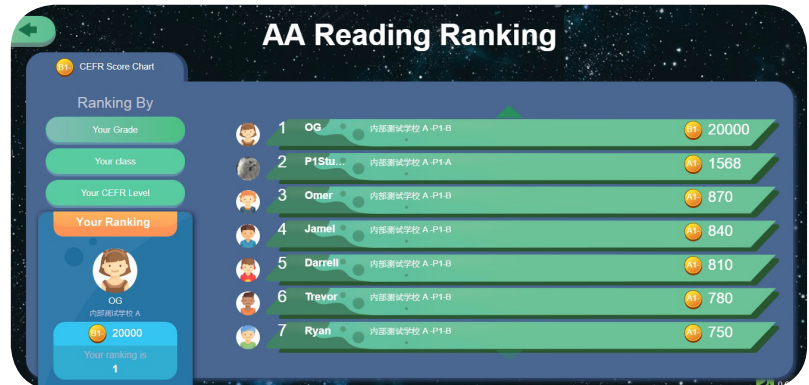 AA Reading Ranking
B1- CEFR Score Chart
Ranking By
Your Grade
Your class
Your CEFR Level
Your Ranking
OG
内部测试学校 A
B1- 20000
Your ranking is
1
1 OG 内部测试学校 A -P1-B B1- 20000
2 P1Stu... 内部测试学校 A -P1-A A1- 1568
3 Omer 内部测试学校 A -P1-B A1- 870
4 Jamel 内部测试学校 A -P1-B A1- 840
5 Darrell 内部测试学校 A -P1-B A1- 810
6 Trevor 内部测试学校 A -P1-B A1- 780
7 Ryan 内部测试学校 A -P1-B A1- 750